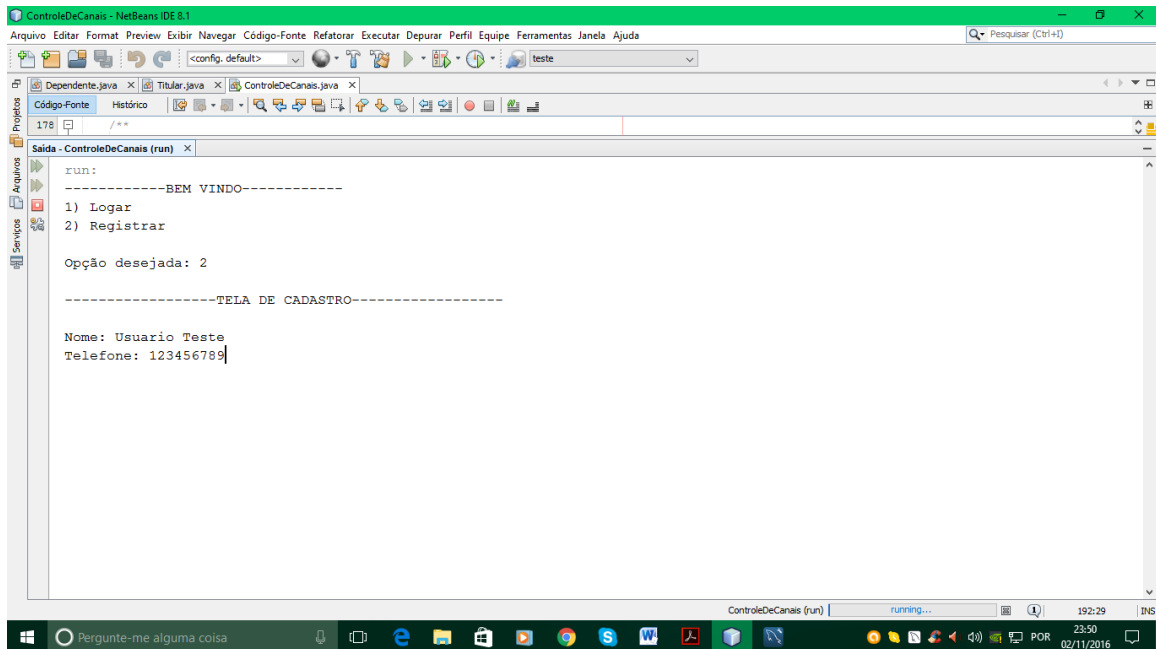 ControleDeCanais - NetBeans IDE 8.1
Arquivo Editar Format Preview Exibir Navegar Código-Fonte Refatorar Executar Depurar Perfil Equipe Ferramentas Janela Ajuda
Pesquisar (Ctrl+I)
<config. default>
teste
Dependente.java
Titular.java
ControleDeCanais.java
Código-Fonte
Histórico
Projetos
Arquivos
Serviços
178
/**
Saída - ControleDeCanais (run)
run:
------------BEM VINDO------------
1) Logar
2) Registrar
Opção desejada: 2
------------------TELA DE CADASTRO------------------
Nome: Usuario Teste
Telefone: 123456789
ControleDeCanais (run)
running...
1
192:29
INS
Pergunte-me alguma coisa
POR
23:50
02/11/2016